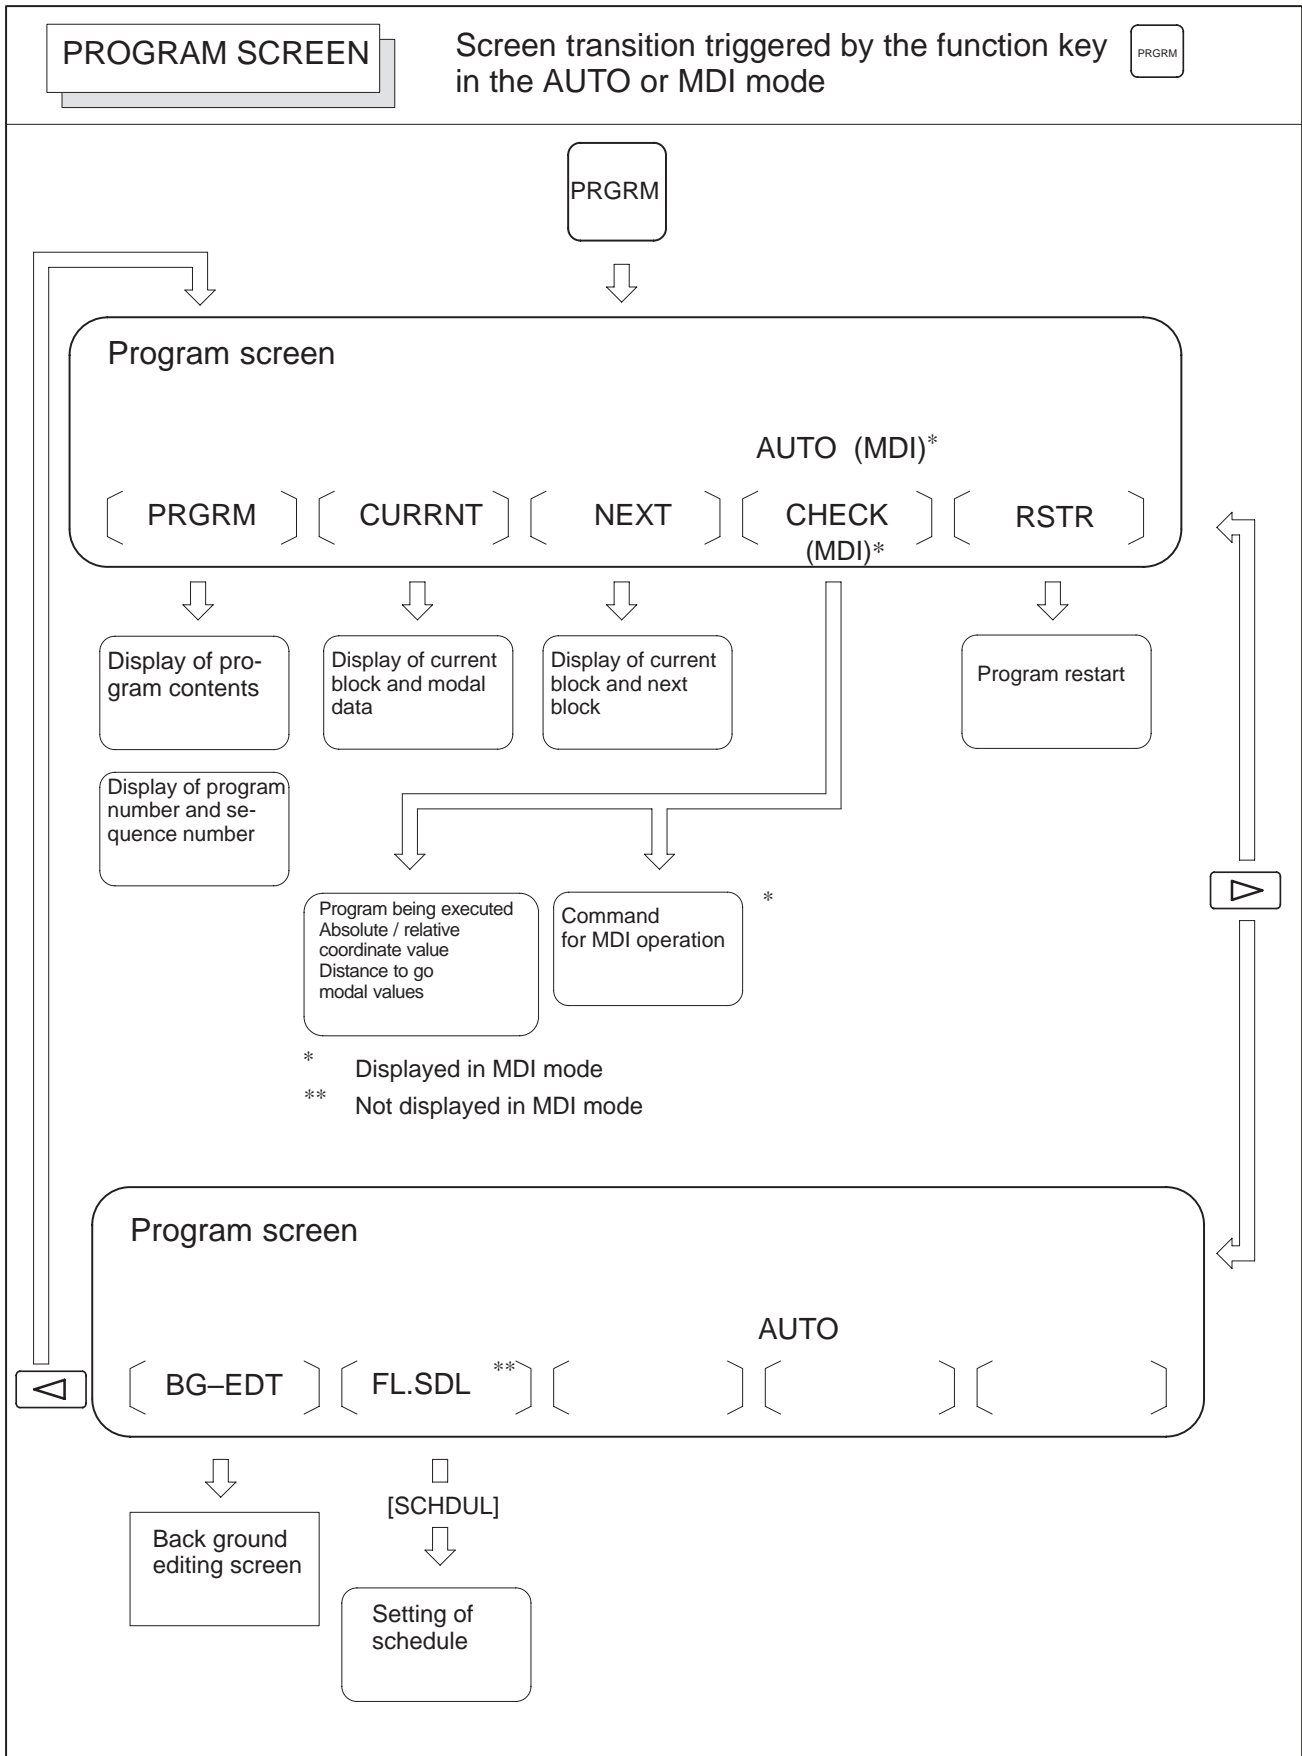 PROGRAM SCREEN
Screen transition triggered by the function key
in the AUTO or MDI mode
PRGRM
PRGRM
Program screen
AUTO (MDI)*
[ PRGRM ] [ CURRNT ] [ NEXT ] [ CHECK ] [ RSTR ]
(MDI)*
Display of pro-
gram contents
Display of current
block and modal
data
Display of current
block and next
block
Program restart
Display of program
number and se-
quence number
Program being executed
Absolute / relative
coordinate value
Distance to go
modal values
Command
for MDI operation
*
* Displayed in MDI mode
** Not displayed in MDI mode
Program screen
AUTO
[ BG–EDT ] [ FL.SDL ** ] [ ] [ ] [ ]
[SCHDUL]
Back ground
editing screen
Setting of
schedule